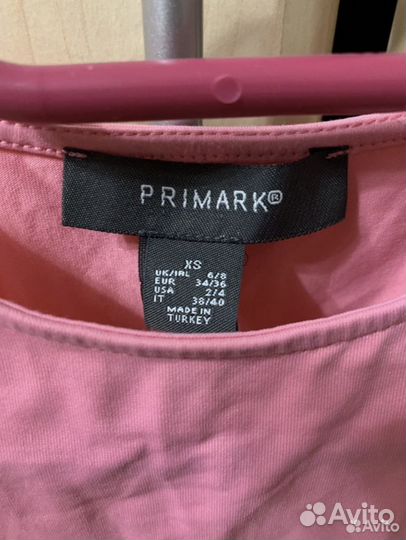 PRIMARK®
XS
UK/IRL 6/8
EUR 34/36
USA 2/4
IT 38/40
MADE IN
TURKEY
Avito
Avito